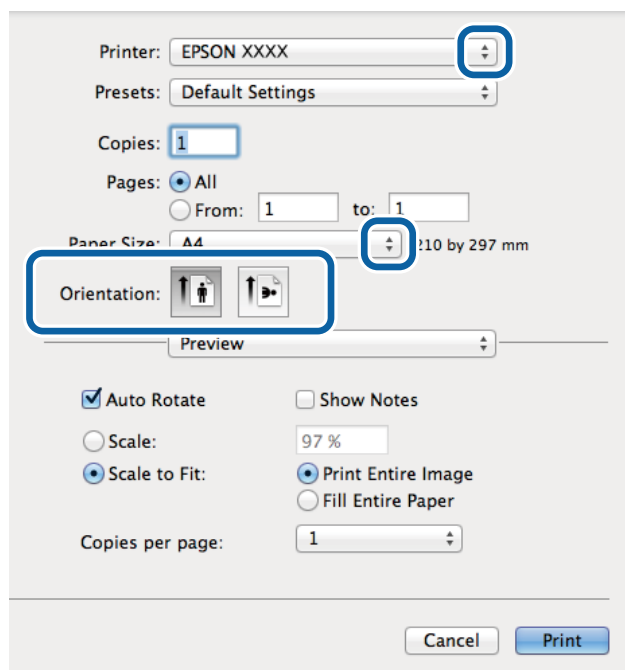 Printer: EPSON XXXX
Presets: Default Settings
Copies: 1
Pages: All
From: 1 to: 1
Paper Size: A4 210 by 297 mm
Orientation:
Preview
Auto Rotate Show Notes
Scale: 97 %
Scale to Fit: Print Entire Image
Fill Entire Paper
Copies per page: 1
Cancel Print